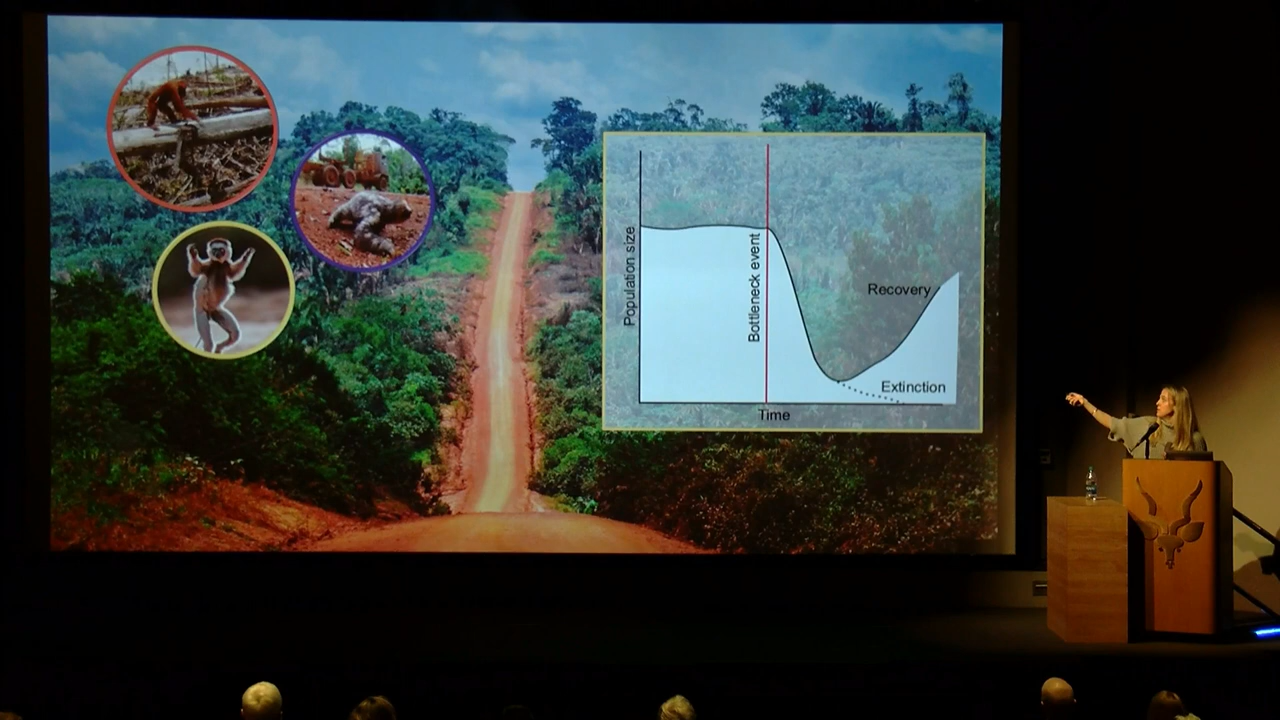 Population size
Bottleneck event
Recovery
Extinction
Time